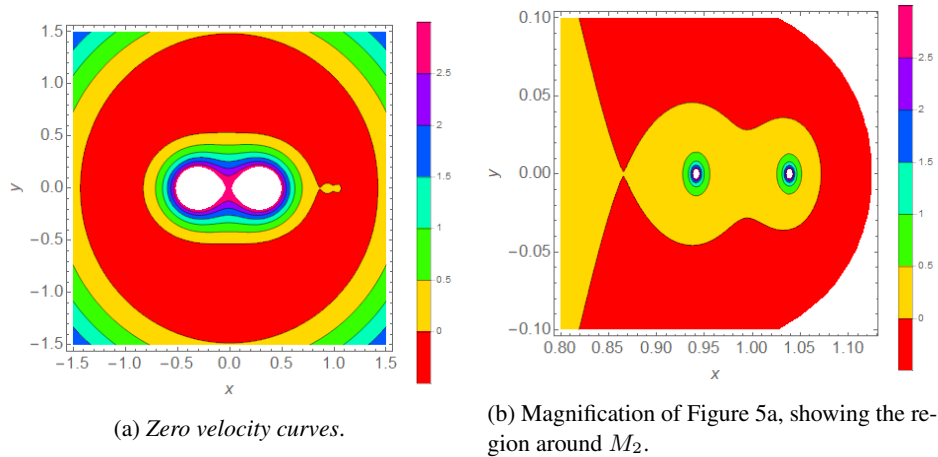 1.5
1.0
0.5
0.0
−0.5
−1.0
−1.5
y
−1.5 −1.0 −0.5 0.0 0.5 1.0 1.5
x
2.5
2
1.5
1
0.5
0
(a) Zero velocity curves.
0.10
0.05
0.00
−0.05
−0.10
y
0.80 0.85 0.90 0.95 1.00 1.05 1.10
x
2.5
2
1.5
1
0.5
0
(b) Magnification of Figure 5a, showing the re-
gion around M₂.